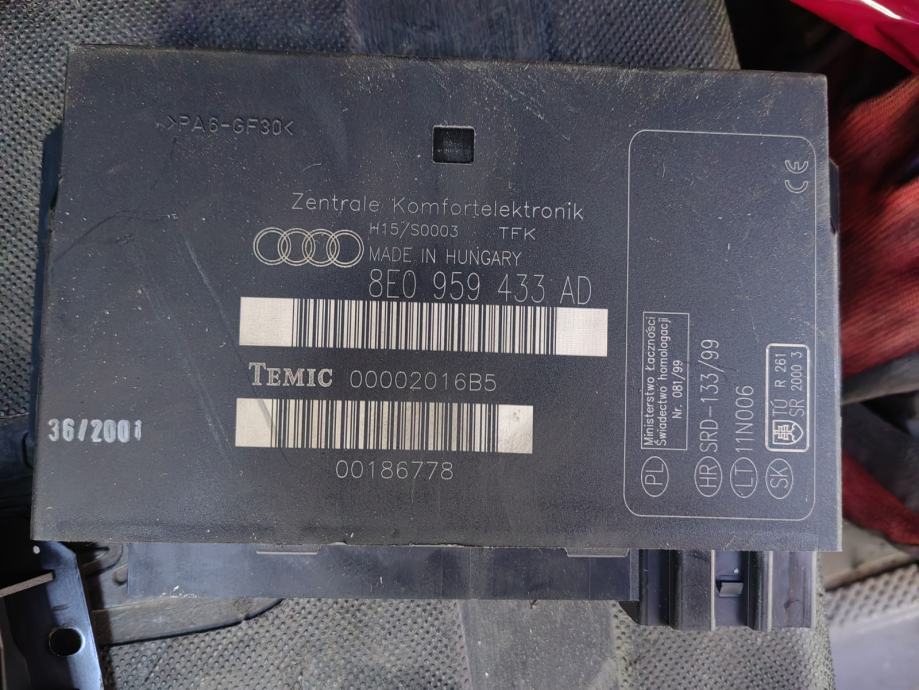 >PA6-GF30<
Zentrale Komfortelektronik
H15/S0003 TFK
MADE IN HUNGARY
8E0 959 433 AD
TEMIC 00002016B5
00186778
36/2001
CE
Ministerstwo Łączności
Świadectwo homologacji
Nr. 081/99
PL
HR SRD-133/99
LT 11N006
TÚ R 261
SR 2000 3
SK